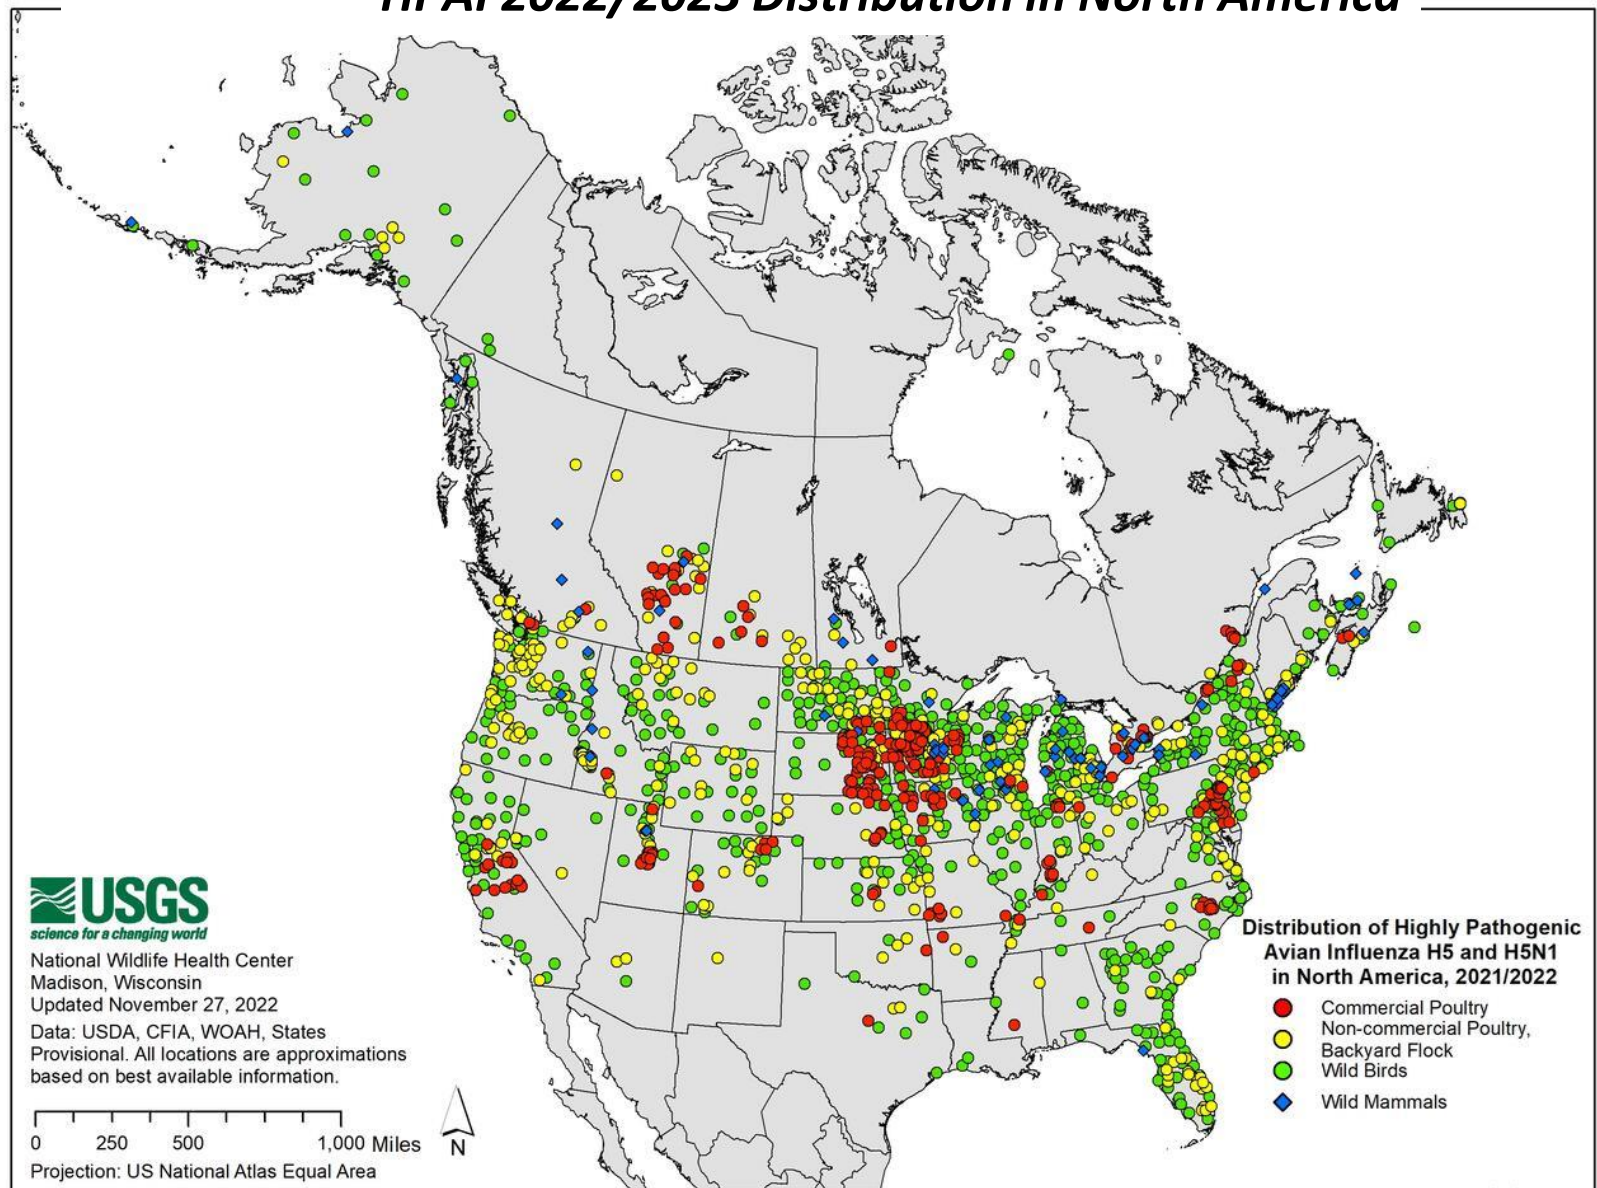 HPAI 2022/2023 Distribution in North America
USGS
science for a changing world
National Wildlife Health Center
Madison, Wisconsin
Updated November 27, 2022
Data: USDA, CFIA, WOAH, States
Provisional. All locations are approximations
based on best available information.
0 250 500 1,000 Miles
N
Projection: US National Atlas Equal Area
Distribution of Highly Pathogenic
Avian Influenza H5 and H5N1
in North America, 2021/2022
Commercial Poultry
Non-commercial Poultry,
Backyard Flock
Wild Birds
Wild Mammals